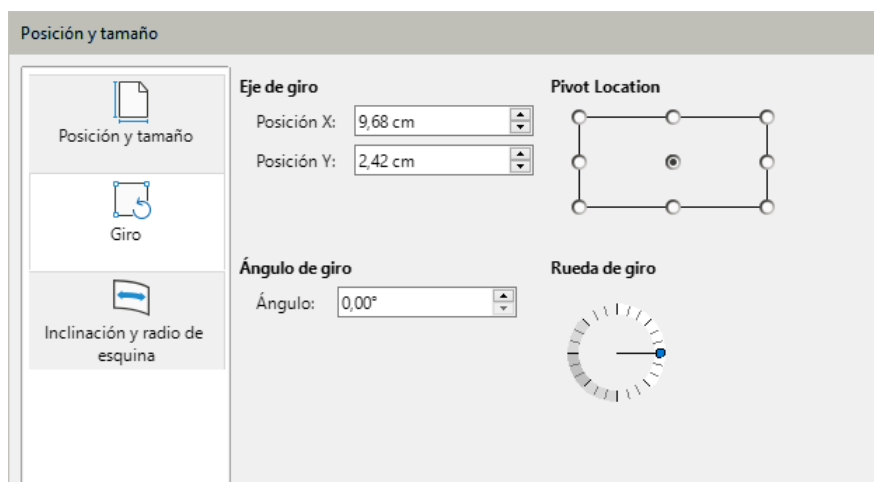 Posición y tamaño
Posición y tamaño
Giro
Inclinación y radio de
esquina
Eje de giro
Posición X: 9,68 cm
Posición Y: 2,42 cm
Pivot Location
Ángulo de giro
Ángulo: 0,00°
Rueda de giro